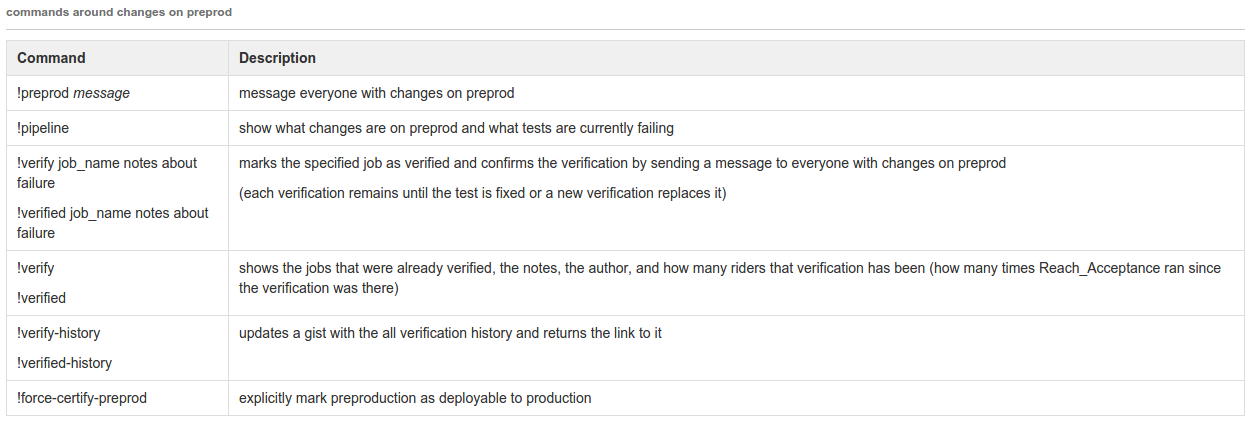 commands around changes on preprod
Command Description
!preprod message message everyone with changes on preprod
!pipeline show what changes are on preprod and what tests are currently failing
!verify job_name notes about
failure
!verified job_name notes about
failure
marks the specified job as verified and confirms the verification by sending a message to everyone with changes on preprod
(each verification remains until the test is fixed or a new verification replaces it)
!verify
!verified
shows the jobs that were already verified, the notes, the author, and how many riders that verification has been (how many times Reach_Acceptance ran since
the verification was there)
!verify-history
!verified-history
updates a gist with the all verification history and returns the link to it
!force-certify-preprod explicitly mark preproduction as deployable to production